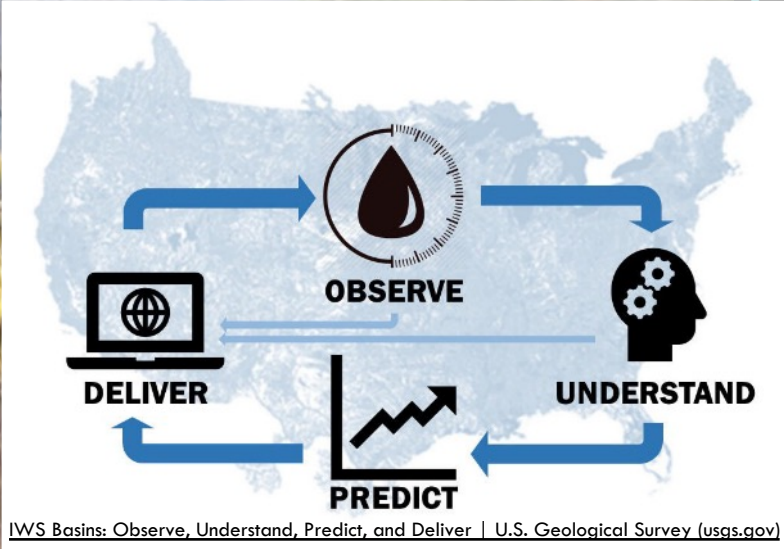 OBSERVE
DELIVER
UNDERSTAND
PREDICT
IWS Basins: Observe, Understand, Predict, and Deliver | U.S. Geological Survey (usgs.gov)